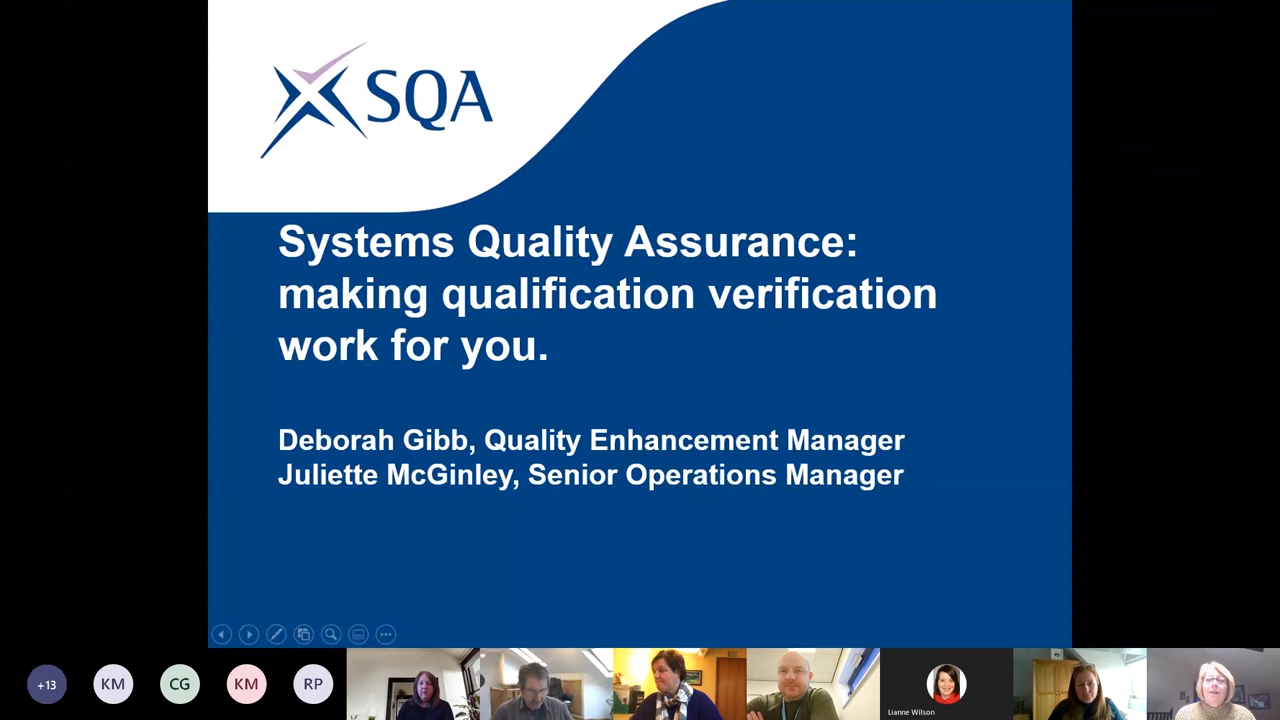 SQA
Systems Quality Assurance:
making qualification verification
work for you.
Deborah Gibb, Quality Enhancement Manager
Juliette McGinley, Senior Operations Manager
+13
KM
CG
KM
RP
Lianne Wilson